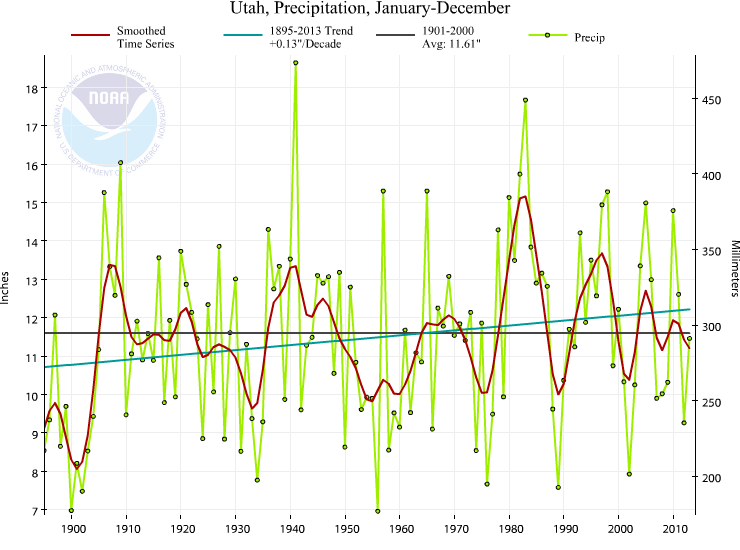 Utah, Precipitation, January-December
Smoothed
Time Series
1895-2013 Trend
+0.13"/Decade
1901-2000
Avg: 11.61"
Precip
NATIONAL OCEANIC AND ATMOSPHERIC ADMINISTRATION
NOAA
U.S. DEPARTMENT OF COMMERCE
Inches
18
17
16
15
14
13
12
11
10
9
8
7
450
400
350
300
250
200
Millimeters
1900
1910
1920
1930
1940
1950
1960
1970
1980
1990
2000
2010